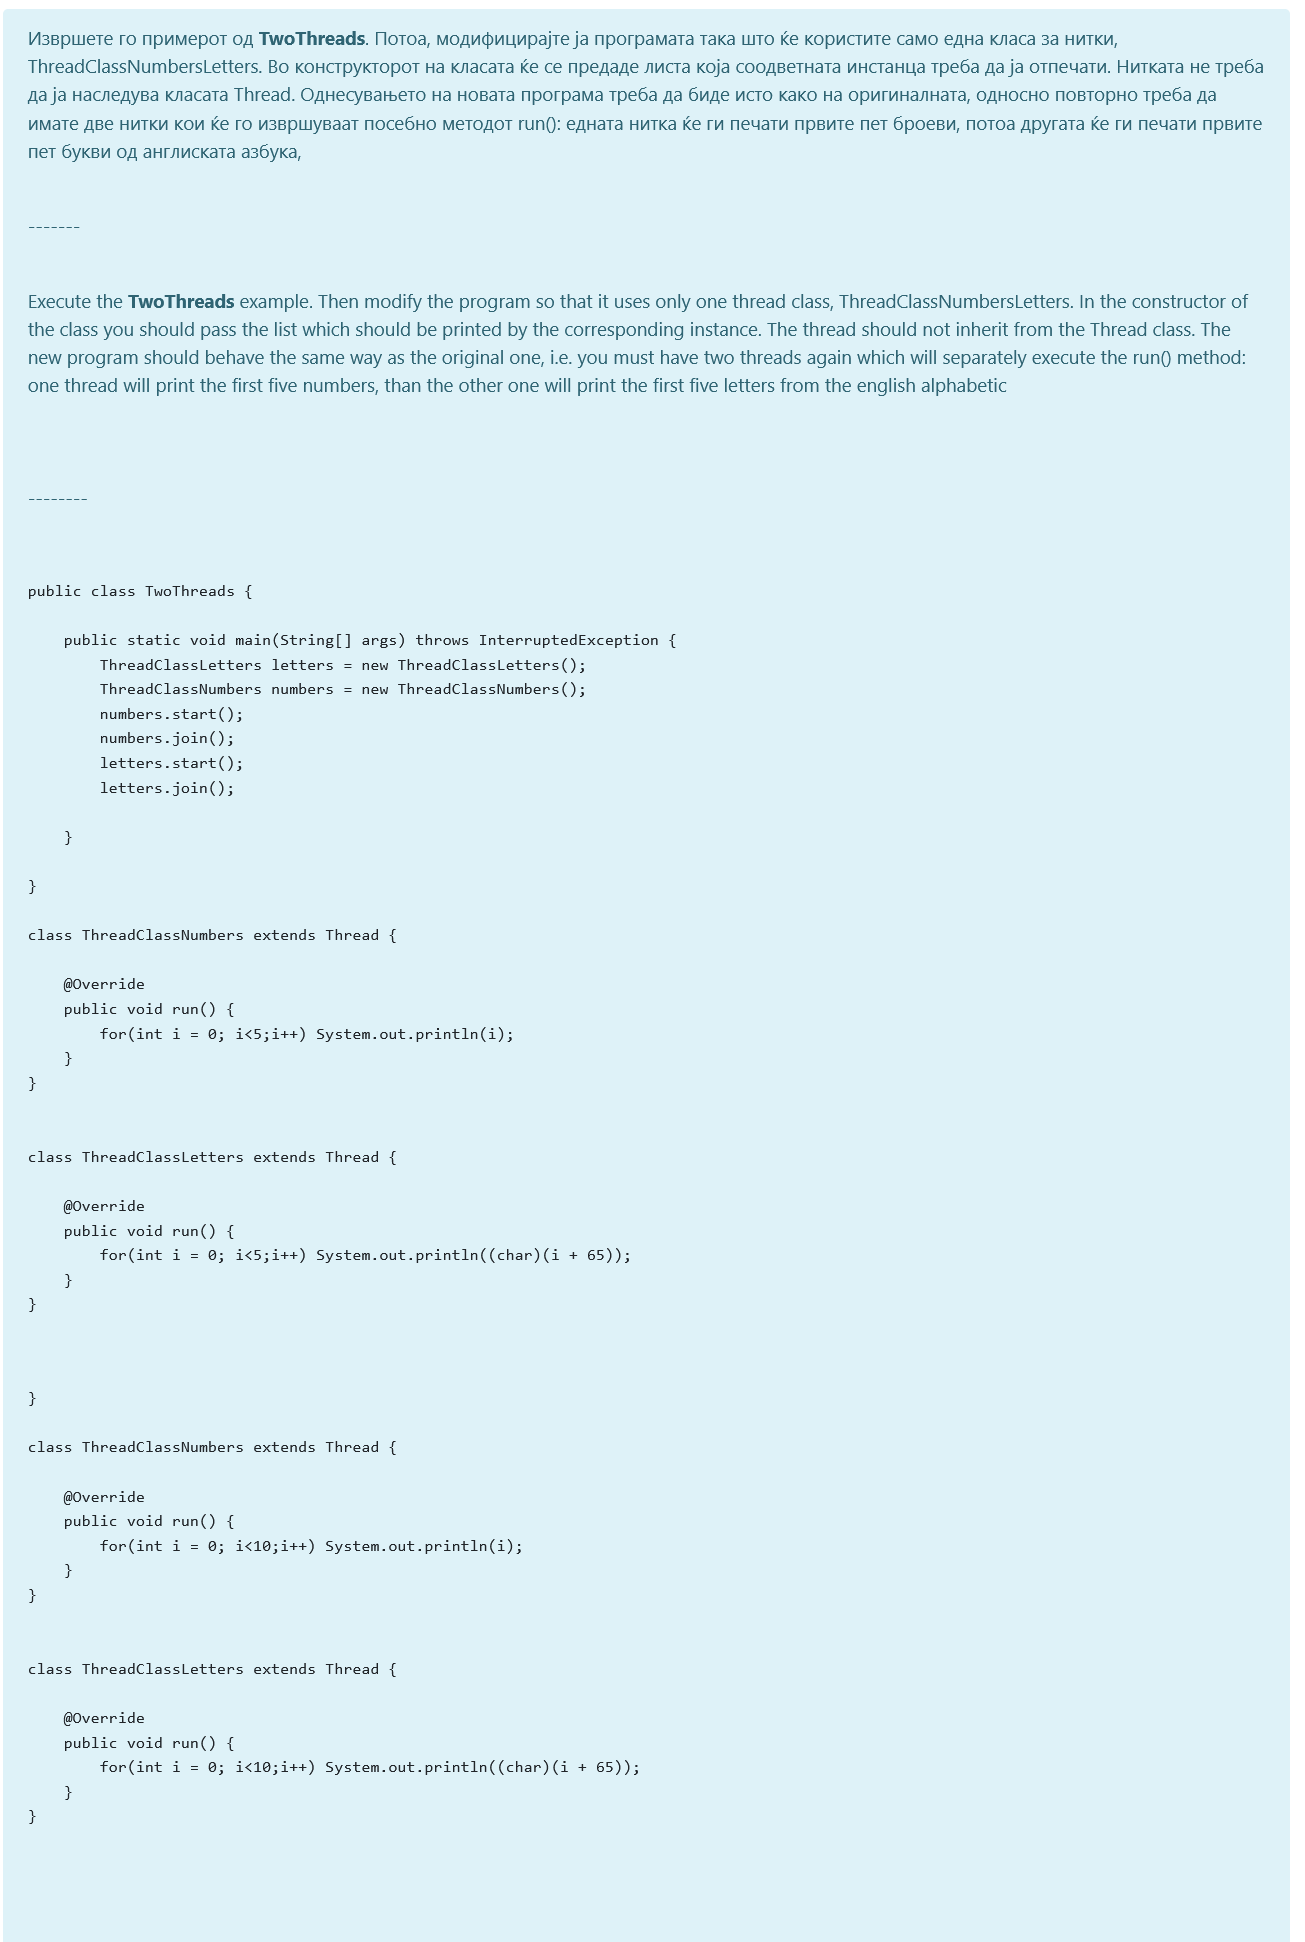 Извршете го примерот од TwoThreads. Потоа, модифицирајте ја програмата така што ќе користите само една класа за нитки,
ThreadClassNumbersLetters. Во конструкторот на класата ќе се предаде листа која соодветната инстанца треба да ја отпечати. Нитката не треба
да ја наследува класата Thread. Однесувањето на новата програма треба да биде исто како на оригиналната, односно повторно треба да
имате две нитки кои ќе го извршуваат посебно методот run(): едната нитка ќе ги печати првите пет броеви, потоа другата ќе ги печати првите
пет букви од англиската азбука,
-------
Execute the TwoThreads example. Then modify the program so that it uses only one thread class, ThreadClassNumbersLetters. In the constructor of
the class you should pass the list which should be printed by the corresponding instance. The thread should not inherit from the Thread class. The
new program should behave the same way as the original one, i.e. you must have two threads again which will separately execute the run() method:
one thread will print the first five numbers, than the other one will print the first five letters from the english alphabetic
--------
public class TwoThreads {
    public static void main(String[] args) throws InterruptedException {
        ThreadClassLetters letters = new ThreadClassLetters();
        ThreadClassNumbers numbers = new ThreadClassNumbers();
        numbers.start();
        numbers.join();
        letters.start();
        letters.join();
    }
}
class ThreadClassNumbers extends Thread {
    @Override
    public void run() {
        for(int i = 0; i<5;i++) System.out.println(i);
    }
}
class ThreadClassLetters extends Thread {
    @Override
    public void run() {
        for(int i = 0; i<5;i++) System.out.println((char)(i + 65));
    }
}
}
class ThreadClassNumbers extends Thread {
    @Override
    public void run() {
        for(int i = 0; i<10;i++) System.out.println(i);
    }
}
class ThreadClassLetters extends Thread {
    @Override
    public void run() {
        for(int i = 0; i<10;i++) System.out.println((char)(i + 65));
    }
}